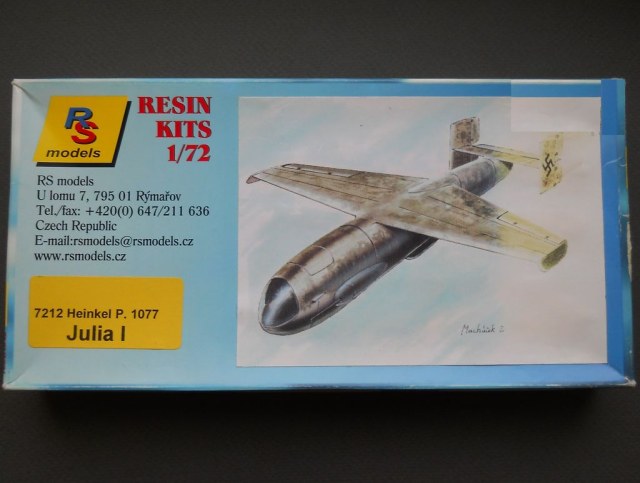 RS
models
RESIN
KITS
1/72
RS models
U lomu 7, 795 01 Rýmařov
Tel./fax: +420(0) 647/211 636
Czech Republic
E-mail:rsmodels@rsmodels.cz
www.rsmodels.cz
7212 Heinkel P. 1077
Julia I